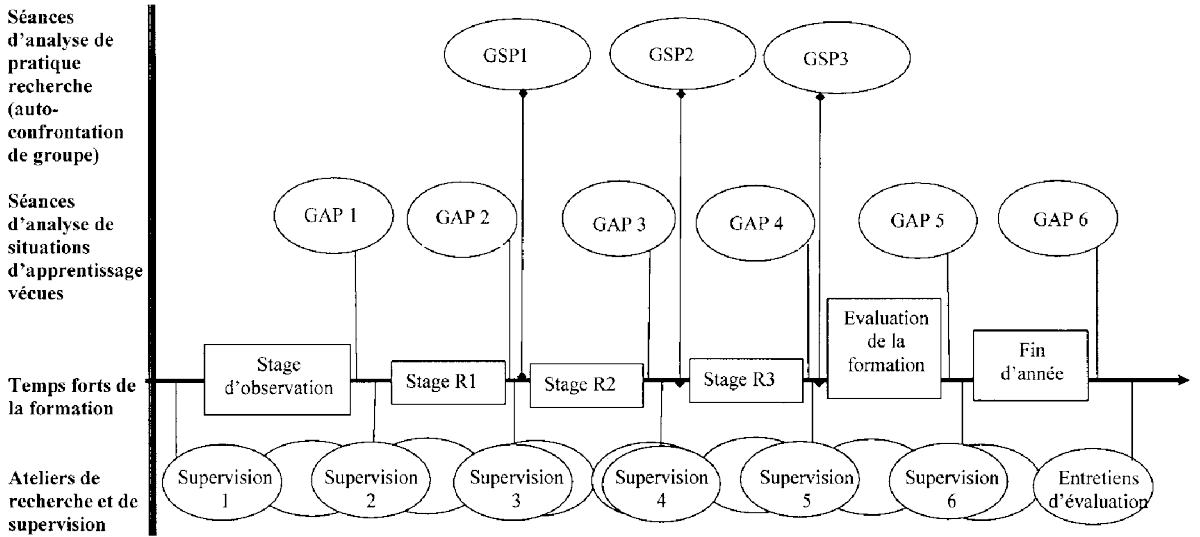 Séances
d'analyse de
pratique
recherche
(auto-
confrontation
de groupe)
GSP1
GSP2
GSP3
Séances
d'analyse de
situations
d'apprentissage
vécues
GAP 1
GAP 2
GAP 3
GAP 4
GAP 5
GAP 6
Temps forts de
la formation
Stage
d'observation
Stage R1
Stage R2
Stage R3
Evaluation
de la
formation
Fin
d'année
Ateliers de
recherche et de
supervision
Supervision
1
Supervision
2
Supervision
3
Supervision
4
Supervision
5
Supervision
6
Entretiens
d'évaluation